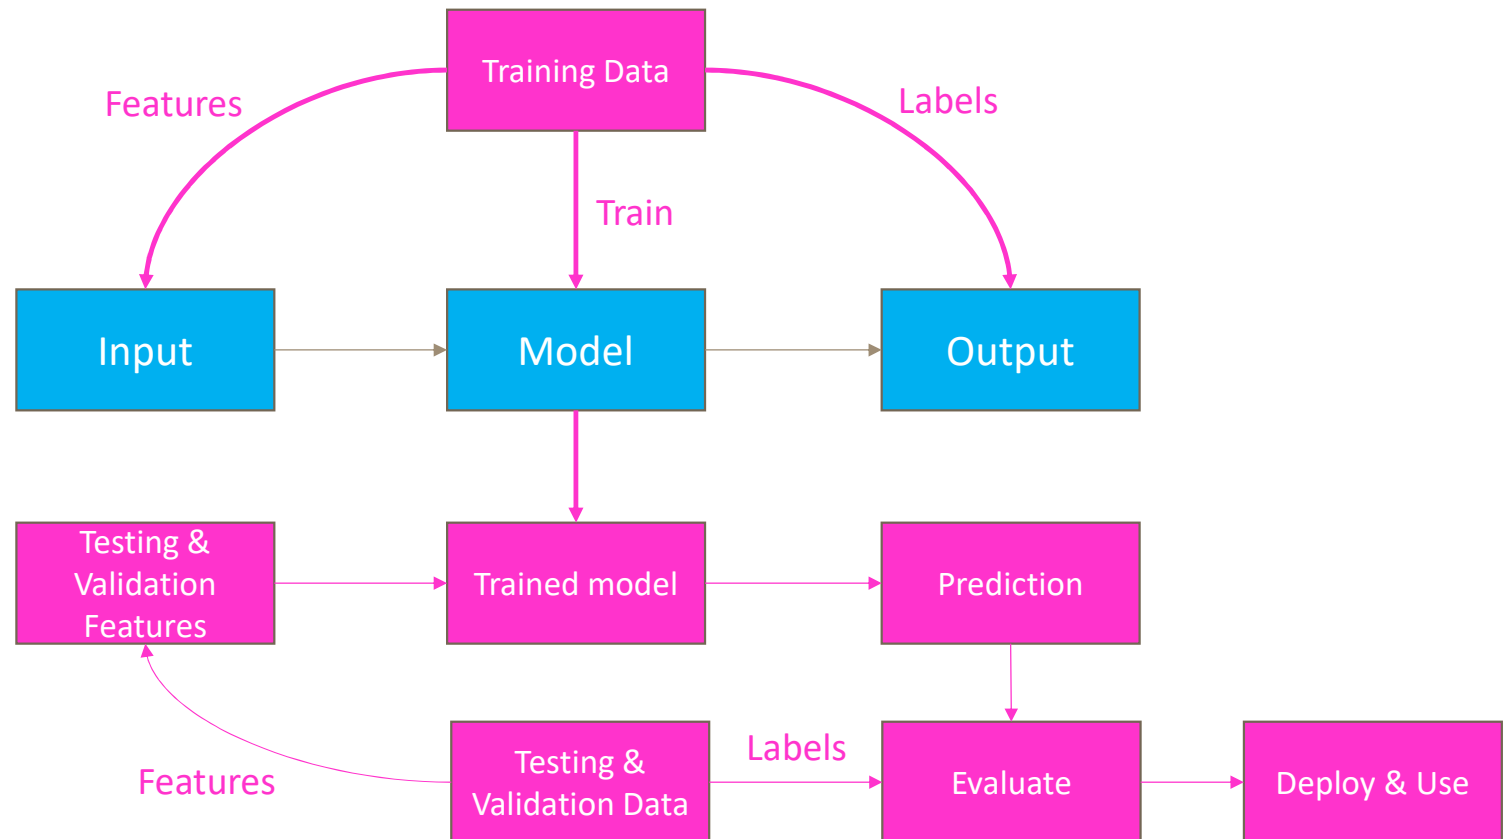 Training Data
Features
Labels
Train
Input
Model
Output
Testing &
Validation
Features
Trained model
Prediction
Testing &
Validation Data
Labels
Features
Evaluate
Deploy & Use